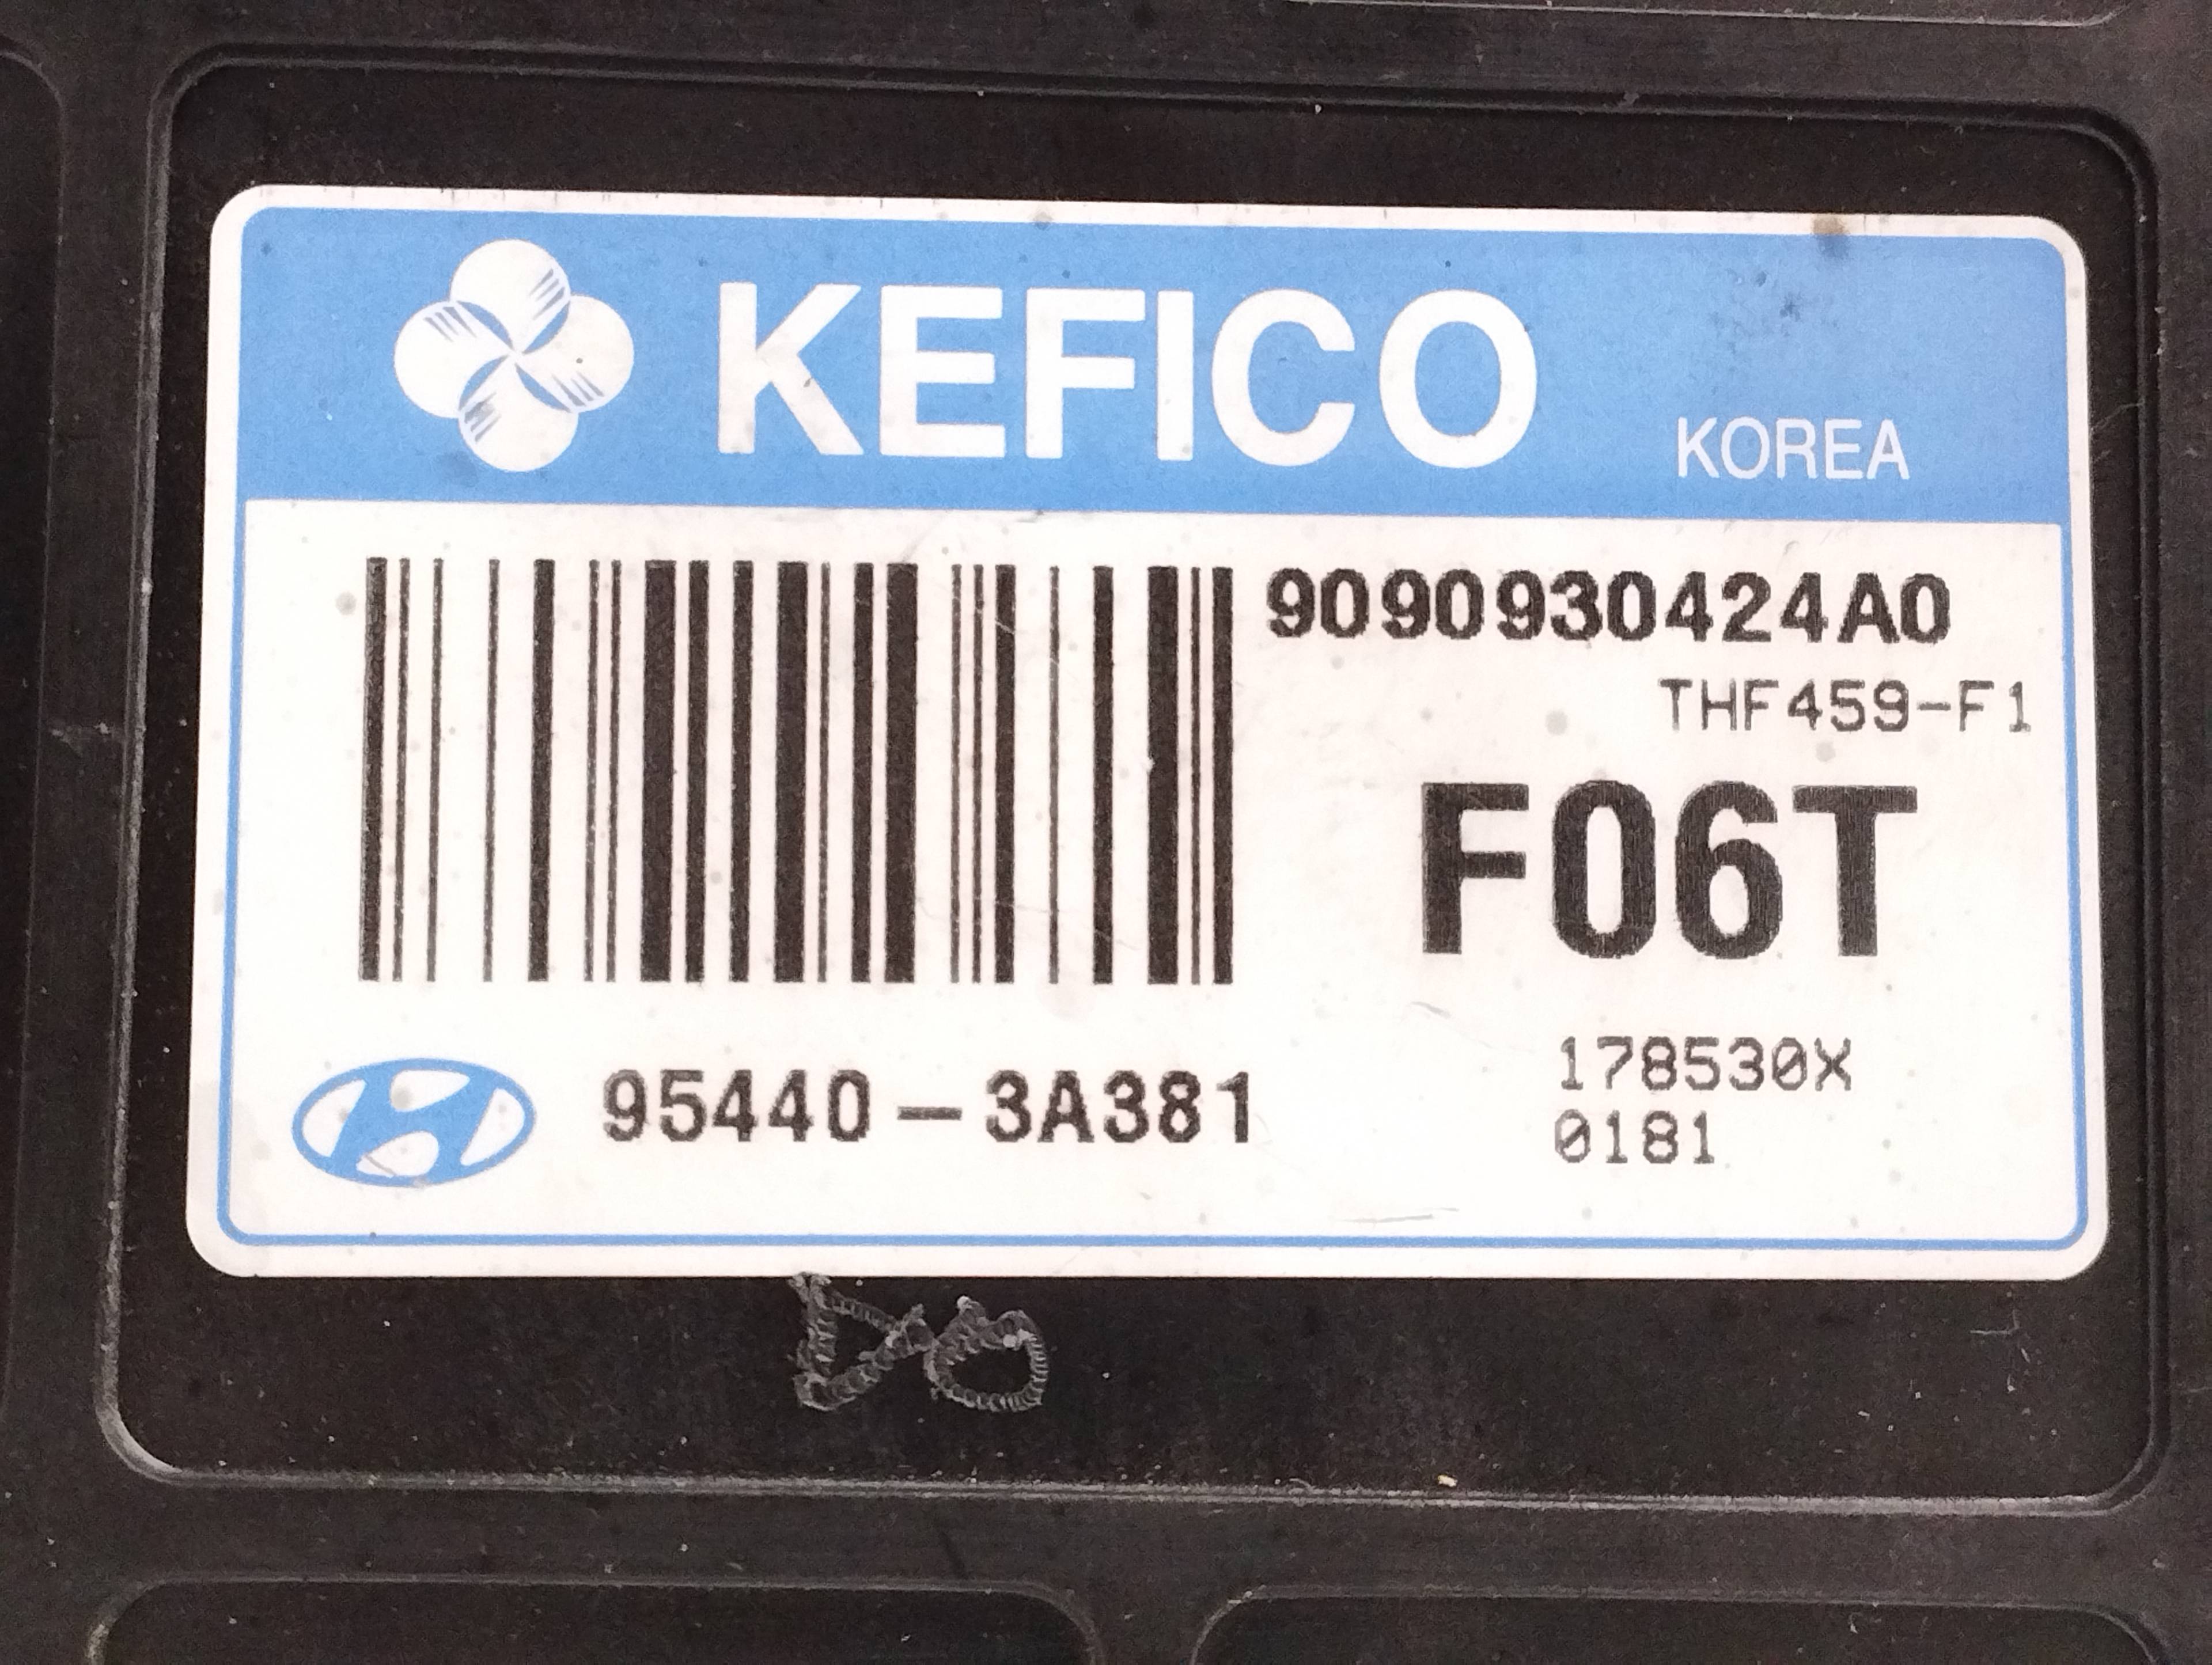 KEFICO KOREA
9090930424A0
THF459-F1
F06T
95440-3A381
178530X
0181